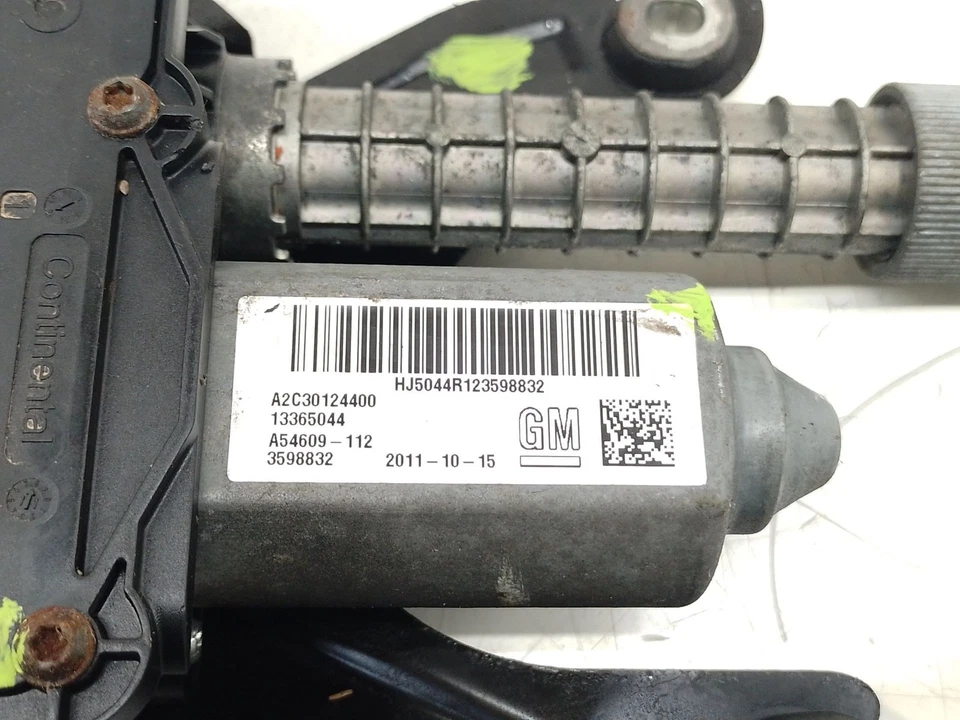 Continental
HJ5044R123598832
A2C30124400
13365044
A54609-112
3598832 2011-10-15
GM